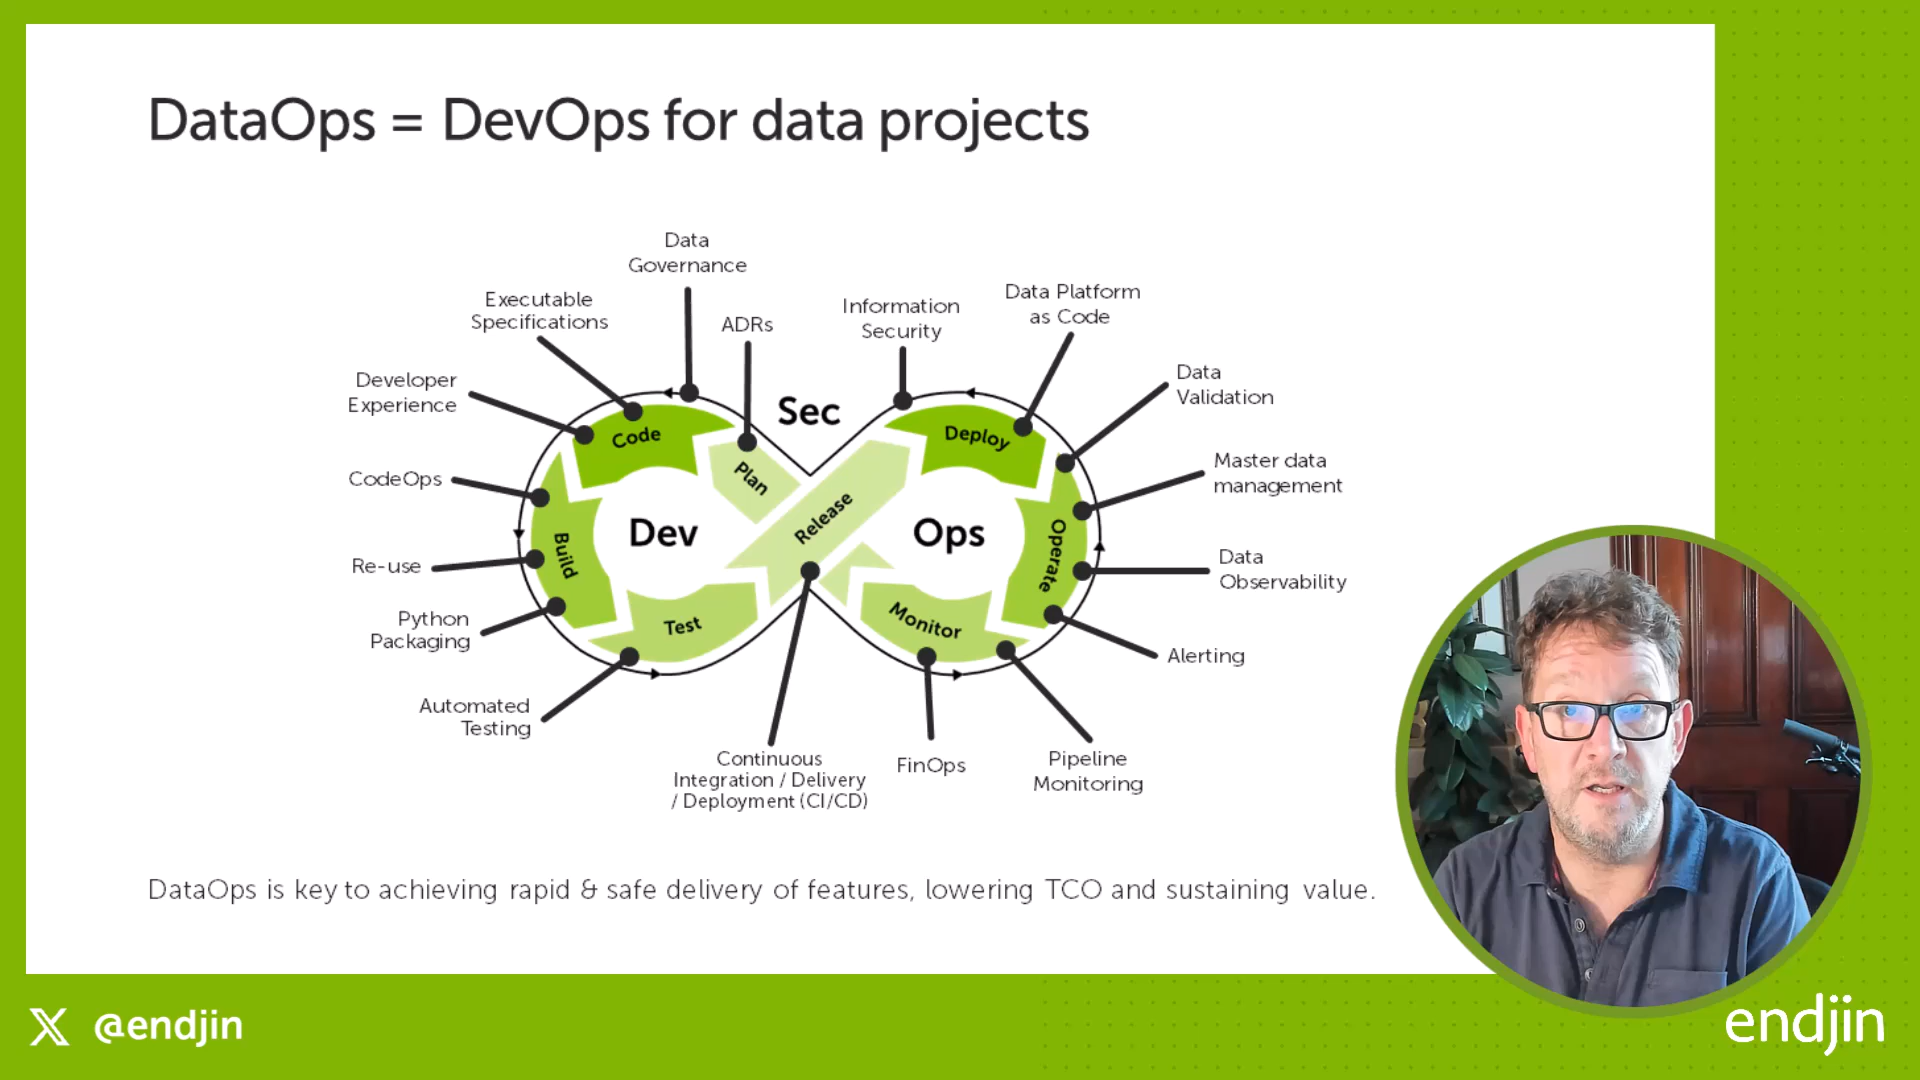 DataOps = DevOps for data projects
Data
Governance
Executable
Specifications
ADRs
Information
Security
Data Platform
as Code
Developer
Experience
Data
Validation
Sec
Code
Deploy
Plan
CodeOps
Master data
management
Release
Dev
Ops
Build
Operate
Re-use
Data
Observability
Python
Packaging
Test
Monitor
Alerting
Automated
Testing
Continuous
Integration / Delivery
/ Deployment (CI/CD)
FinOps
Pipeline
Monitoring
DataOps is key to achieving rapid & safe delivery of features, lowering TCO and sustaining value.
X @endjin
endjin